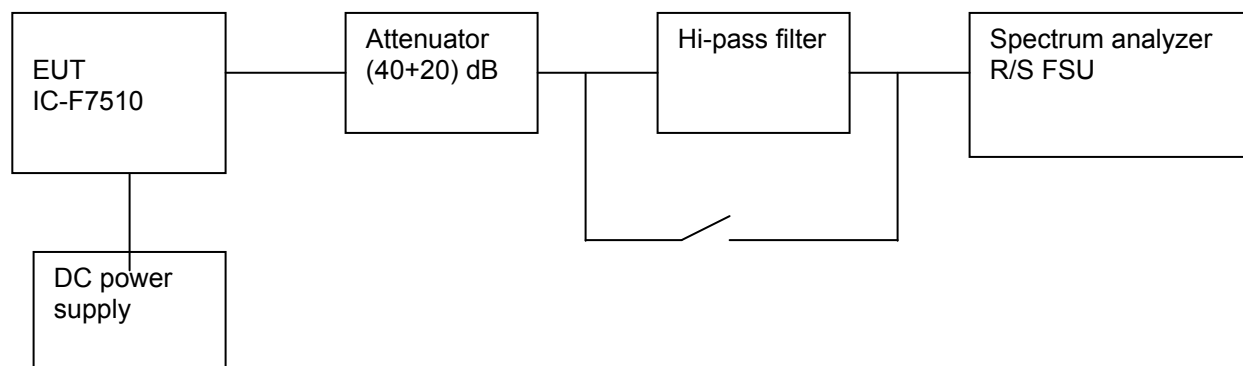 EUT
IC-F7510
Attenuator
(40+20) dB
Hi-pass filter
Spectrum analyzer
R/S FSU
DC power
supply